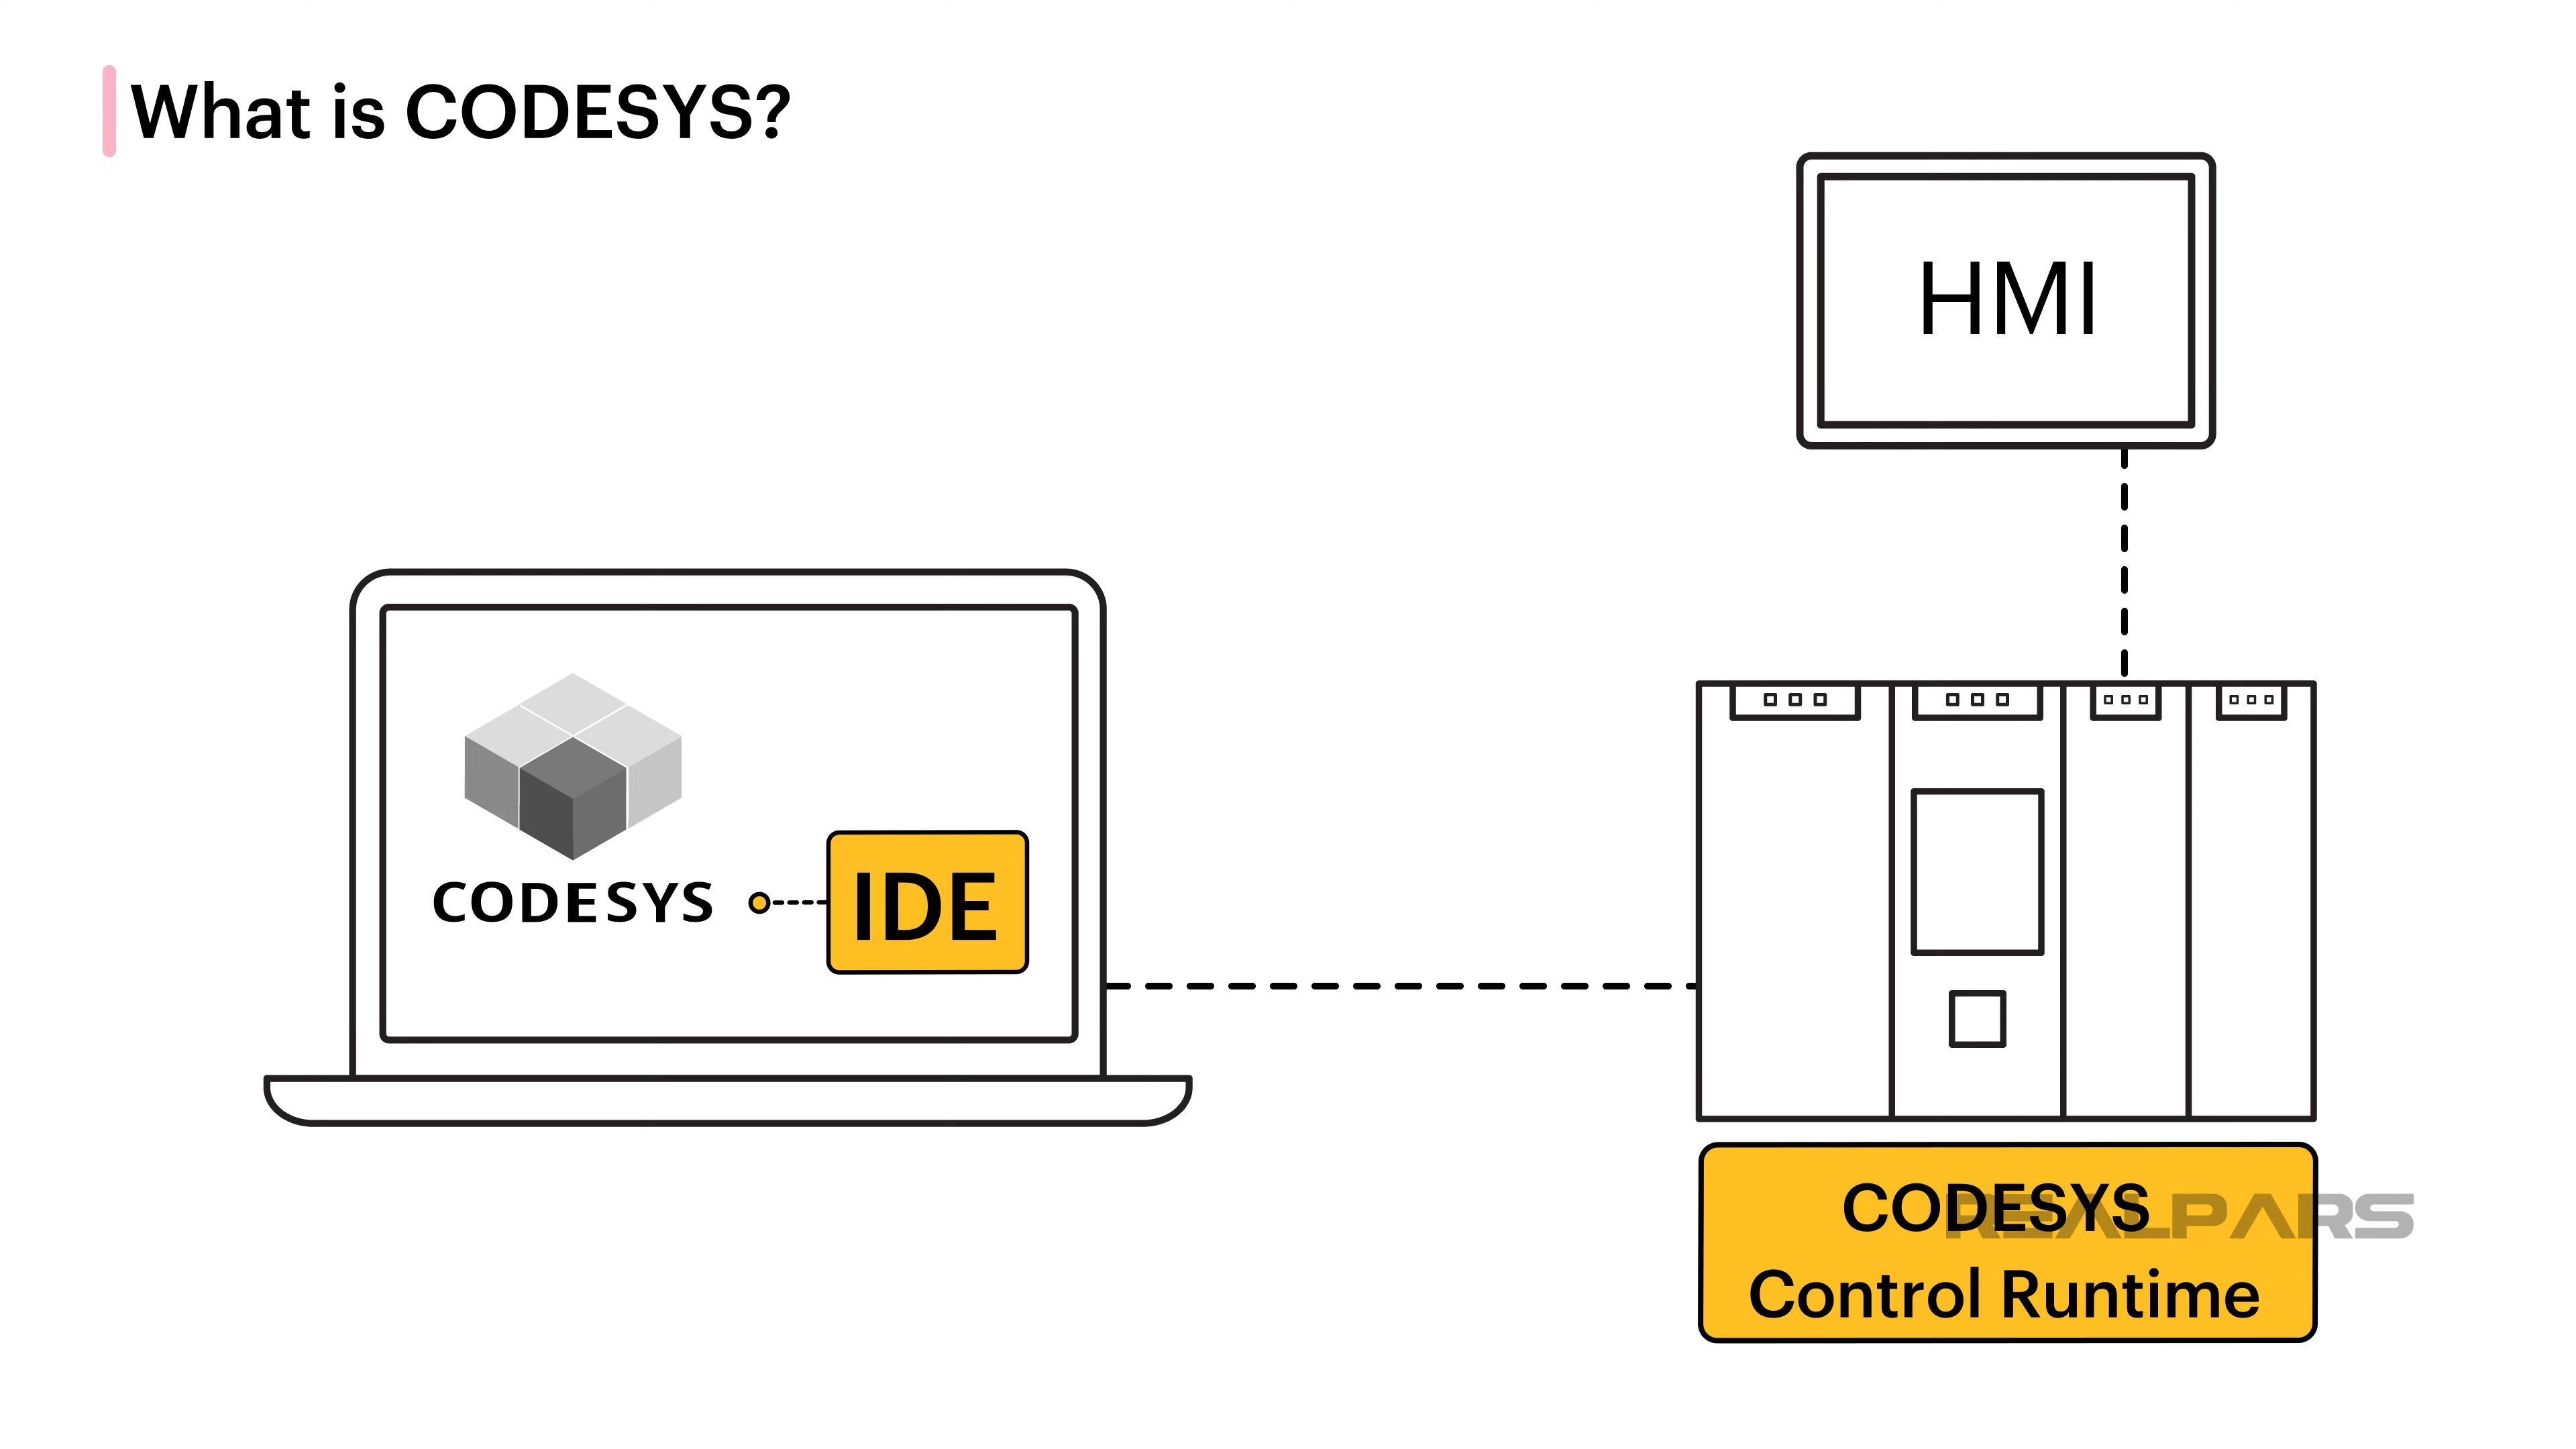 What is CODESYS?
HMI
CODESYS
IDE
CODESYS
Control Runtime
REALPARS